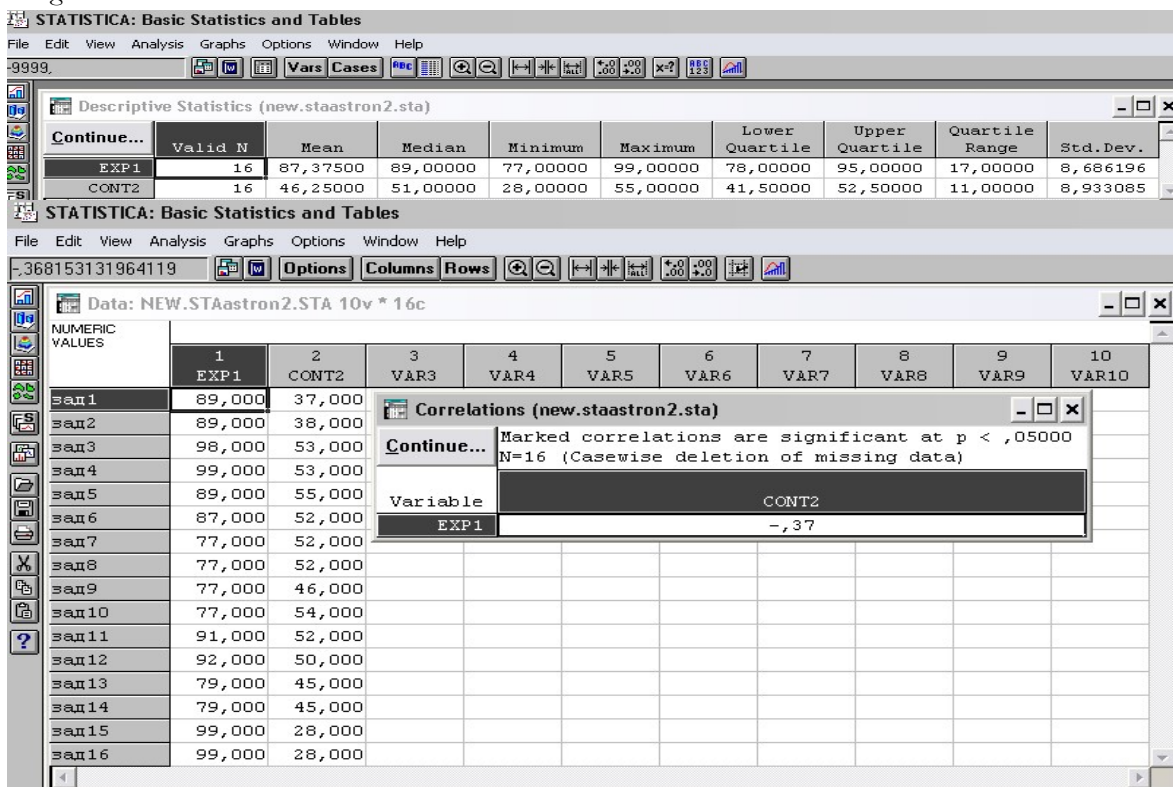 STATISTICA: Basic Statistics and Tables
File Edit View Analysis Graphs Options Window Help
-9999, Vars Cases ABC x=? ABC 123
Descriptive Statistics (new.staastron2.sta)
Continue... Valid N Mean Median Minimum Maximum Lower Quartile Upper Quartile Quartile Range Std.Dev.
EXP1 16 87,37500 89,00000 77,00000 99,00000 78,00000 95,00000 17,00000 8,686196
CONT2 16 46,25000 51,00000 28,00000 55,00000 41,50000 52,50000 11,00000 8,933085
STATISTICA: Basic Statistics and Tables
File Edit View Analysis Graphs Options Window Help
-,368153131964119 Options Columns Rows
Data: NEW.STAastron2.STA 10v * 16c
NUMERIC VALUES
1 2 3 4 5 6 7 8 9 10
EXP1 CONT2 VAR3 VAR4 VAR5 VAR6 VAR7 VAR8 VAR9 VAR10
зад1 89,000 37,000
зад2 89,000 38,000
зад3 98,000 53,000
зад4 99,000 53,000
зад5 89,000 55,000
зад6 87,000 52,000
зад7 77,000 52,000
зад8 77,000 52,000
зад9 77,000 46,000
зад10 77,000 54,000
зад11 91,000 52,000
зад12 92,000 50,000
зад13 79,000 45,000
зад14 79,000 45,000
зад15 99,000 28,000
зад16 99,000 28,000
Correlations (new.staastron2.sta)
Continue... Marked correlations are significant at p < ,05000
N=16 (Casewise deletion of missing data)
Variable CONT2
EXP1 -,37